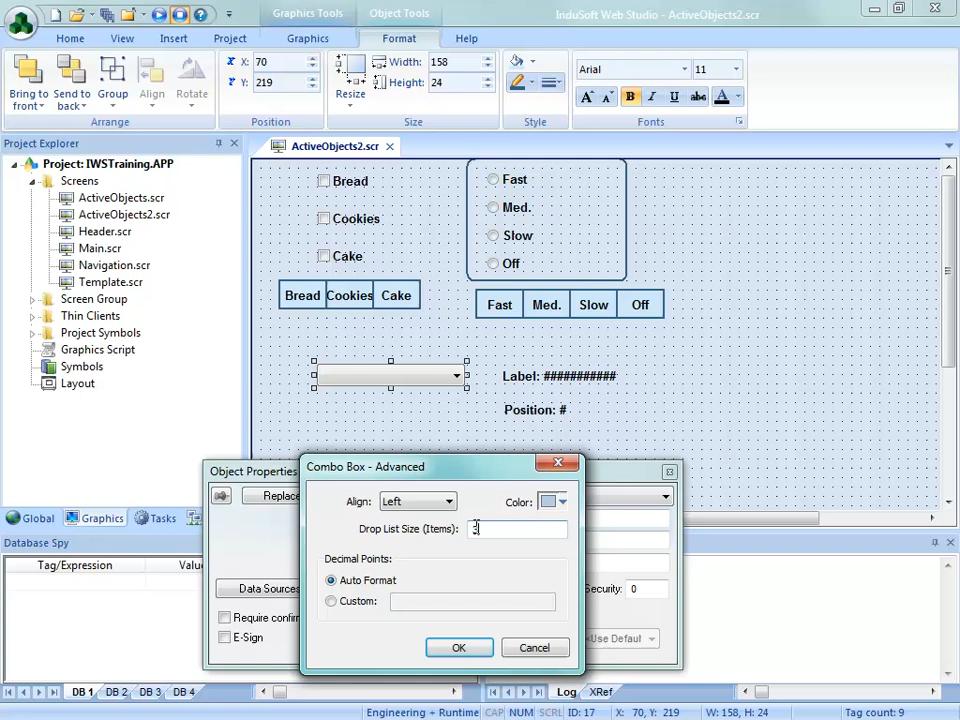 Graphics Tools
Object Tools
InduSoft Web Studio - ActiveObjects2.scr
Home
View
Insert
Project
Graphics
Format
Help
Bring to front
Send to back
Group
Align
Rotate
Arrange
X: 70
Y: 219
Position
Resize
Width: 158
Height: 24
Size
Style
Arial
11
A A B I U abc A
Fonts
Project Explorer
ActiveObjects2.scr
Project: IWSTraining.APP
Screens
ActiveObjects.scr
ActiveObjects2.scr
Header.scr
Main.scr
Navigation.scr
Template.scr
Screen Group
Thin Clients
Project Symbols
Graphics Script
Symbols
Layout
Bread
Cookies
Cake
Bread Cookies Cake
Fast
Med.
Slow
Off
Fast Med. Slow Off
Label: ###########
Position: #
Global
Graphics
Tasks
Object Properties
Replace
Data Sources
Require confir
E-Sign
Security: 0
<Use Defaul
Combo Box - Advanced
Align: Left
Color:
Drop List Size (Items):
Decimal Points:
Auto Format
Custom:
OK
Cancel
Database Spy
Tag/Expression
Valu
DB 1 DB 2 DB 3 DB 4
Log XRef
Engineering + Runtime
CAP NUM SCRL
ID: 17
X: 70, Y: 219
W: 158, H: 24
Tag count: 9